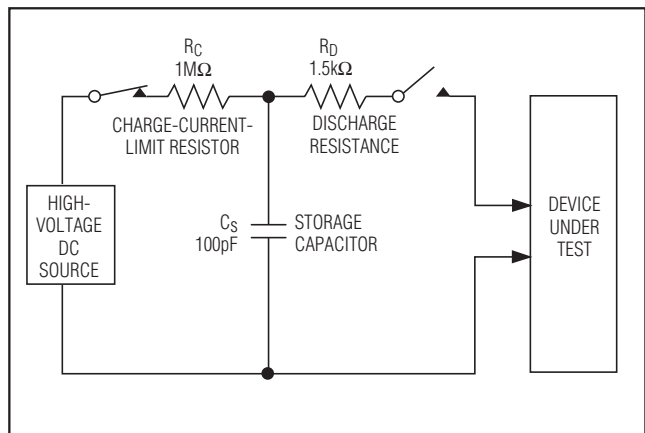 R_C
1MΩ
CHARGE-CURRENT-
LIMIT RESISTOR
R_D
1.5kΩ
DISCHARGE
RESISTANCE
HIGH-
VOLTAGE
DC
SOURCE
C_S
100pF
STORAGE
CAPACITOR
DEVICE
UNDER
TEST